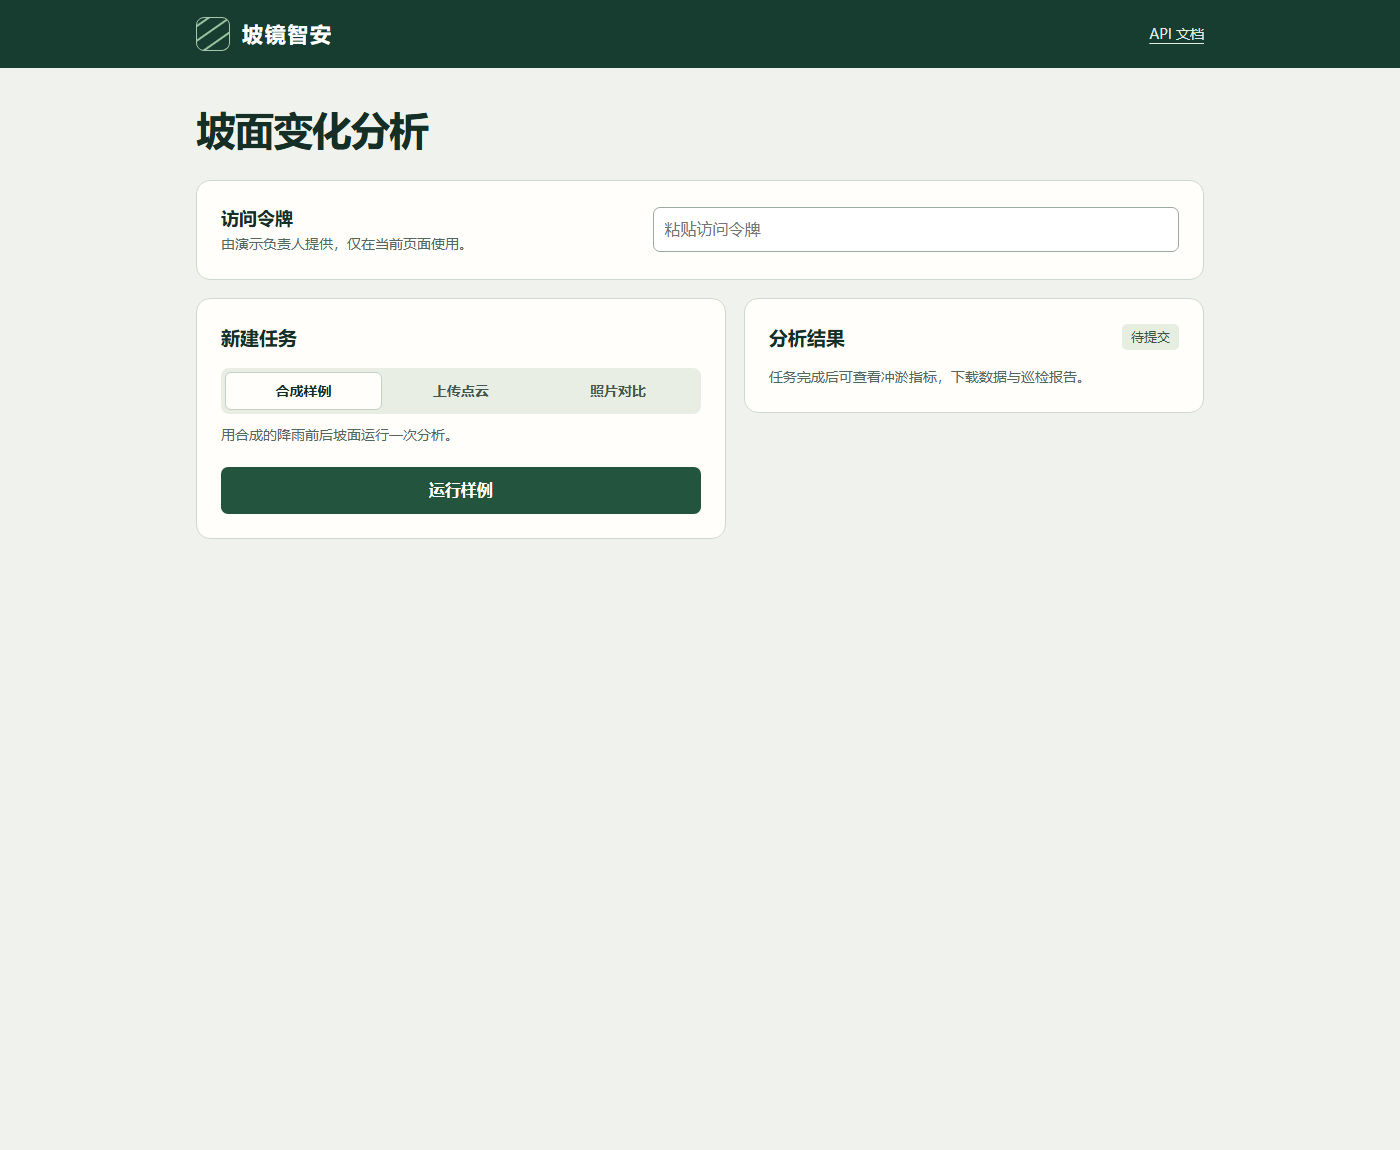 坡镜智安
API 文档
坡面变化分析
访问令牌
由演示负责人提供，仅在当前页面使用。
粘贴访问令牌
新建任务
合成样例
上传点云
照片对比
用合成的降雨前后坡面运行一次分析。
运行样例
分析结果
待提交
任务完成后可查看冲淤指标，下载数据与巡检报告。